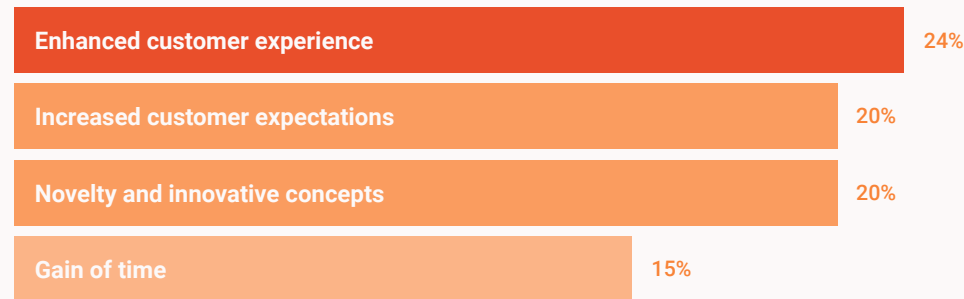 Enhanced customer experience 24%
Increased customer expectations 20%
Novelty and innovative concepts 20%
Gain of time 15%